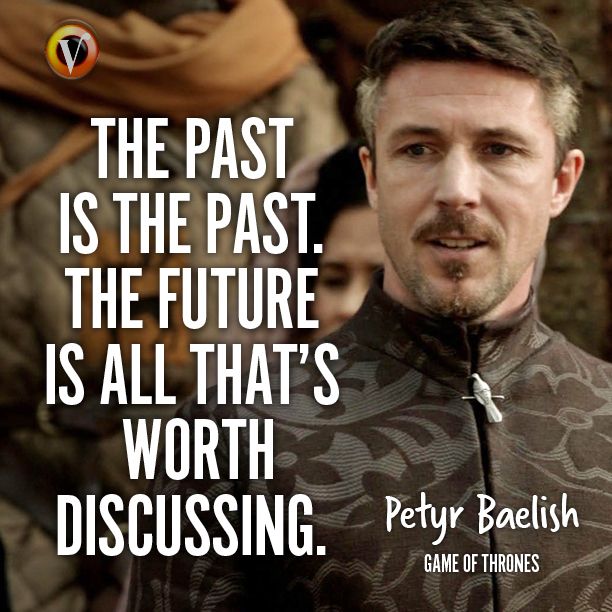 V
THE PAST
IS THE PAST.
THE FUTURE
IS ALL THAT'S
WORTH
DISCUSSING.
Petyr Baelish
GAME OF THRONES